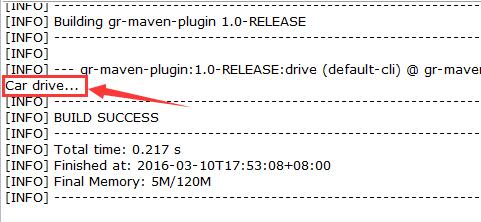 [INFO] ------------------------------------------------------------------------
[INFO] Building gr-maven-plugin 1.0-RELEASE
[INFO] ------------------------------------------------------------------------
[INFO]
[INFO] --- gr-maven-plugin:1.0-RELEASE:drive (default-cli) @ gr-maven
Car drive...
[INFO] ------------------------------------------------------------------------
[INFO] BUILD SUCCESS
[INFO] ------------------------------------------------------------------------
[INFO] Total time: 0.217 s
[INFO] Finished at: 2016-03-10T17:53:08+08:00
[INFO] Final Memory: 5M/120M
[INFO] ------------------------------------------------------------------------